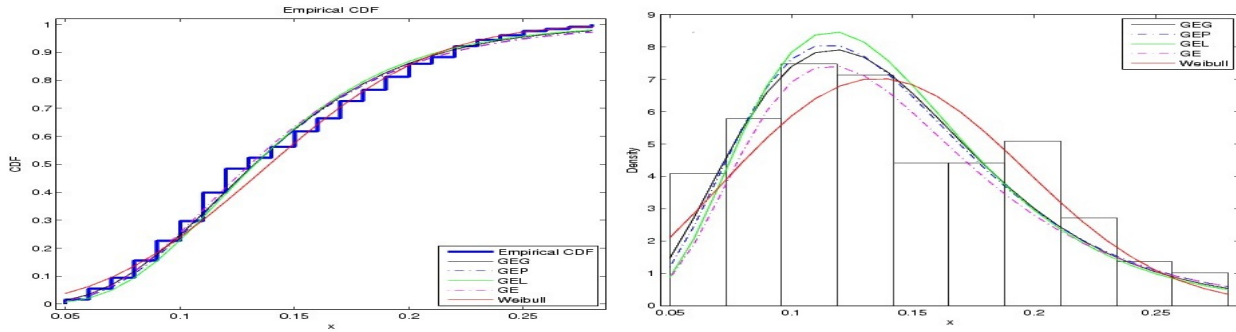 Empirical CDF
CDF
1
0.9
0.8
0.7
0.6
0.5
0.4
0.3
0.2
0.1
0
0.05
0.1
0.15
0.2
0.25
x
Empirical CDF
GEG
GEP
GEL
GE
Weibull
Density
9
8
7
6
5
4
3
2
1
0
0.05
0.1
0.15
0.2
0.25
x
GEG
GEP
GEL
GE
Weibull